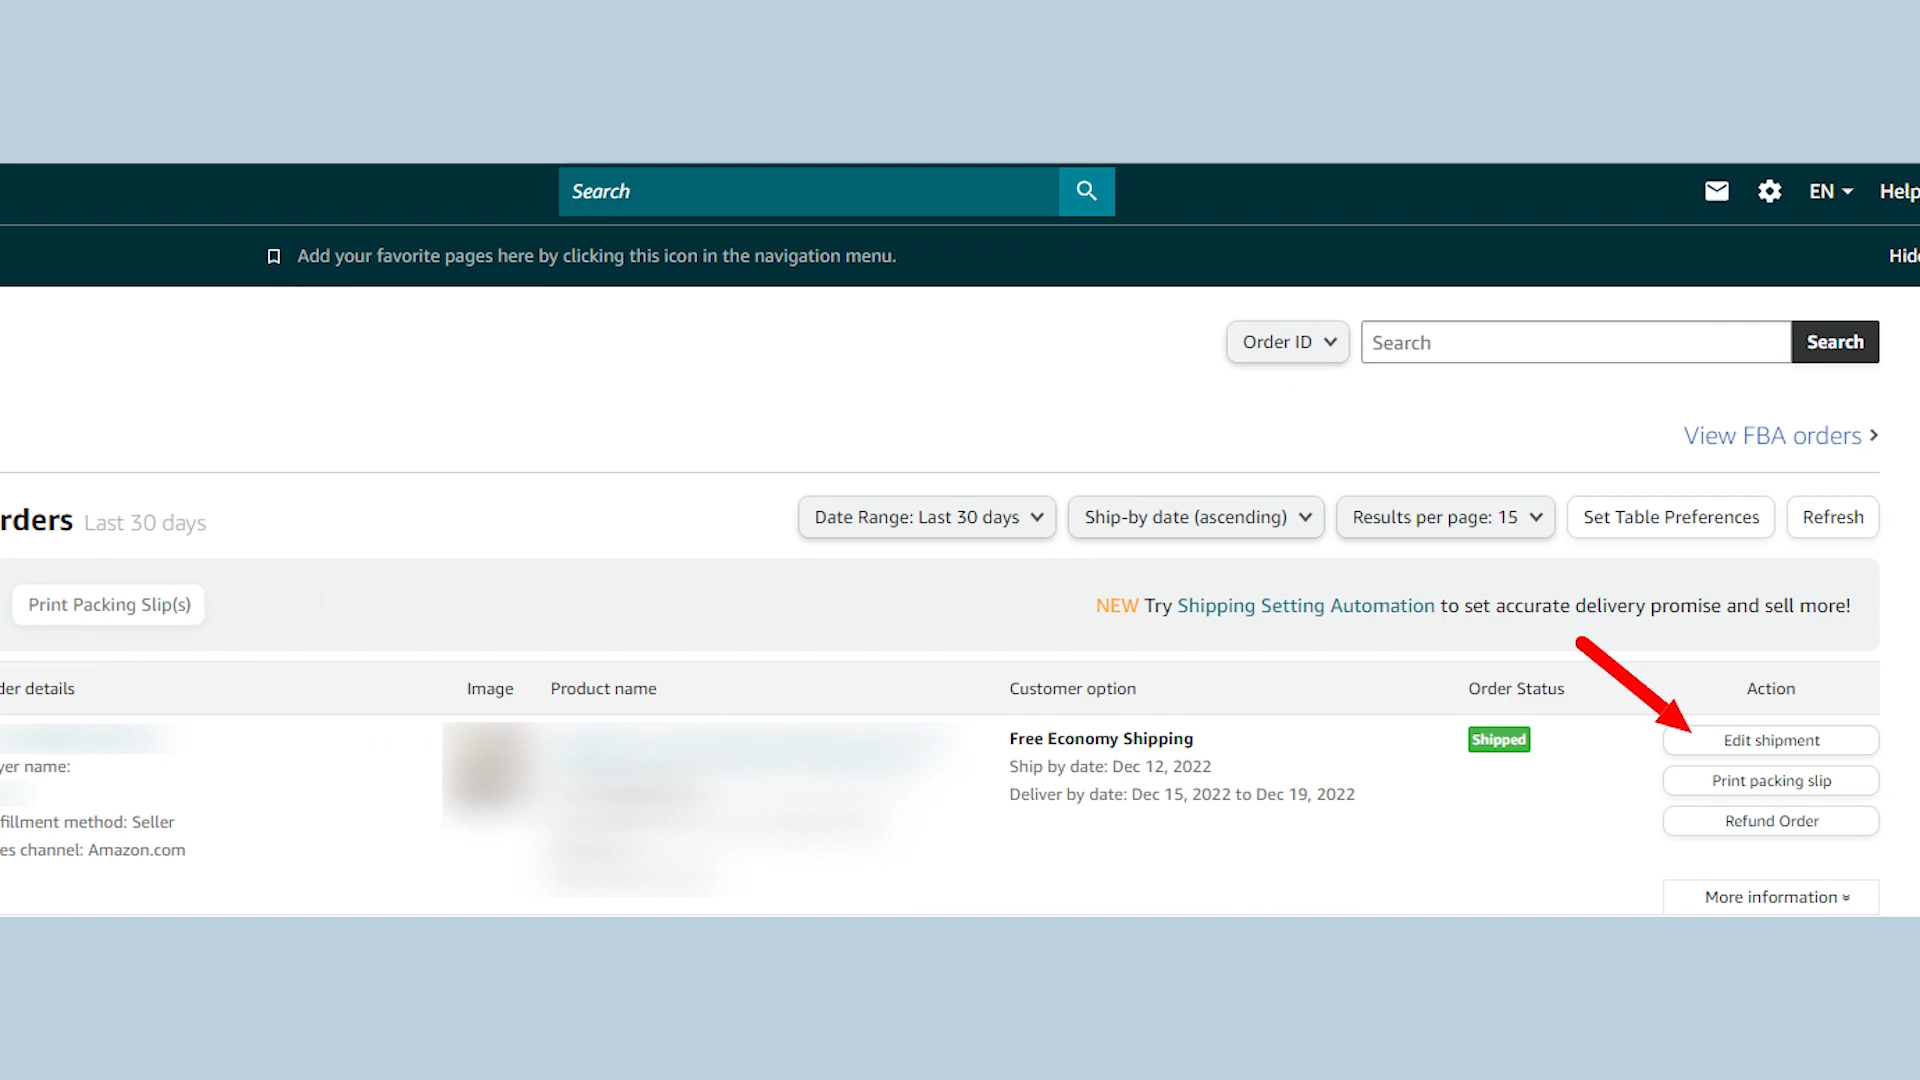 Search
EN
Help
Add your favorite pages here by clicking this icon in the navigation menu.
Hide
Order ID
Search
Search
View FBA orders
rders Last 30 days
Date Range: Last 30 days
Ship-by date (ascending)
Results per page: 15
Set Table Preferences
Refresh
Print Packing Slip(s)
NEW Try Shipping Setting Automation to set accurate delivery promise and sell more!
der details
Image
Product name
Customer option
Order Status
Action
Free Economy Shipping
Shipped
Edit shipment
yer name:
Ship by date: Dec 12, 2022
Print packing slip
Deliver by date: Dec 15, 2022 to Dec 19, 2022
fillment method: Seller
Refund Order
es channel: Amazon.com
More information